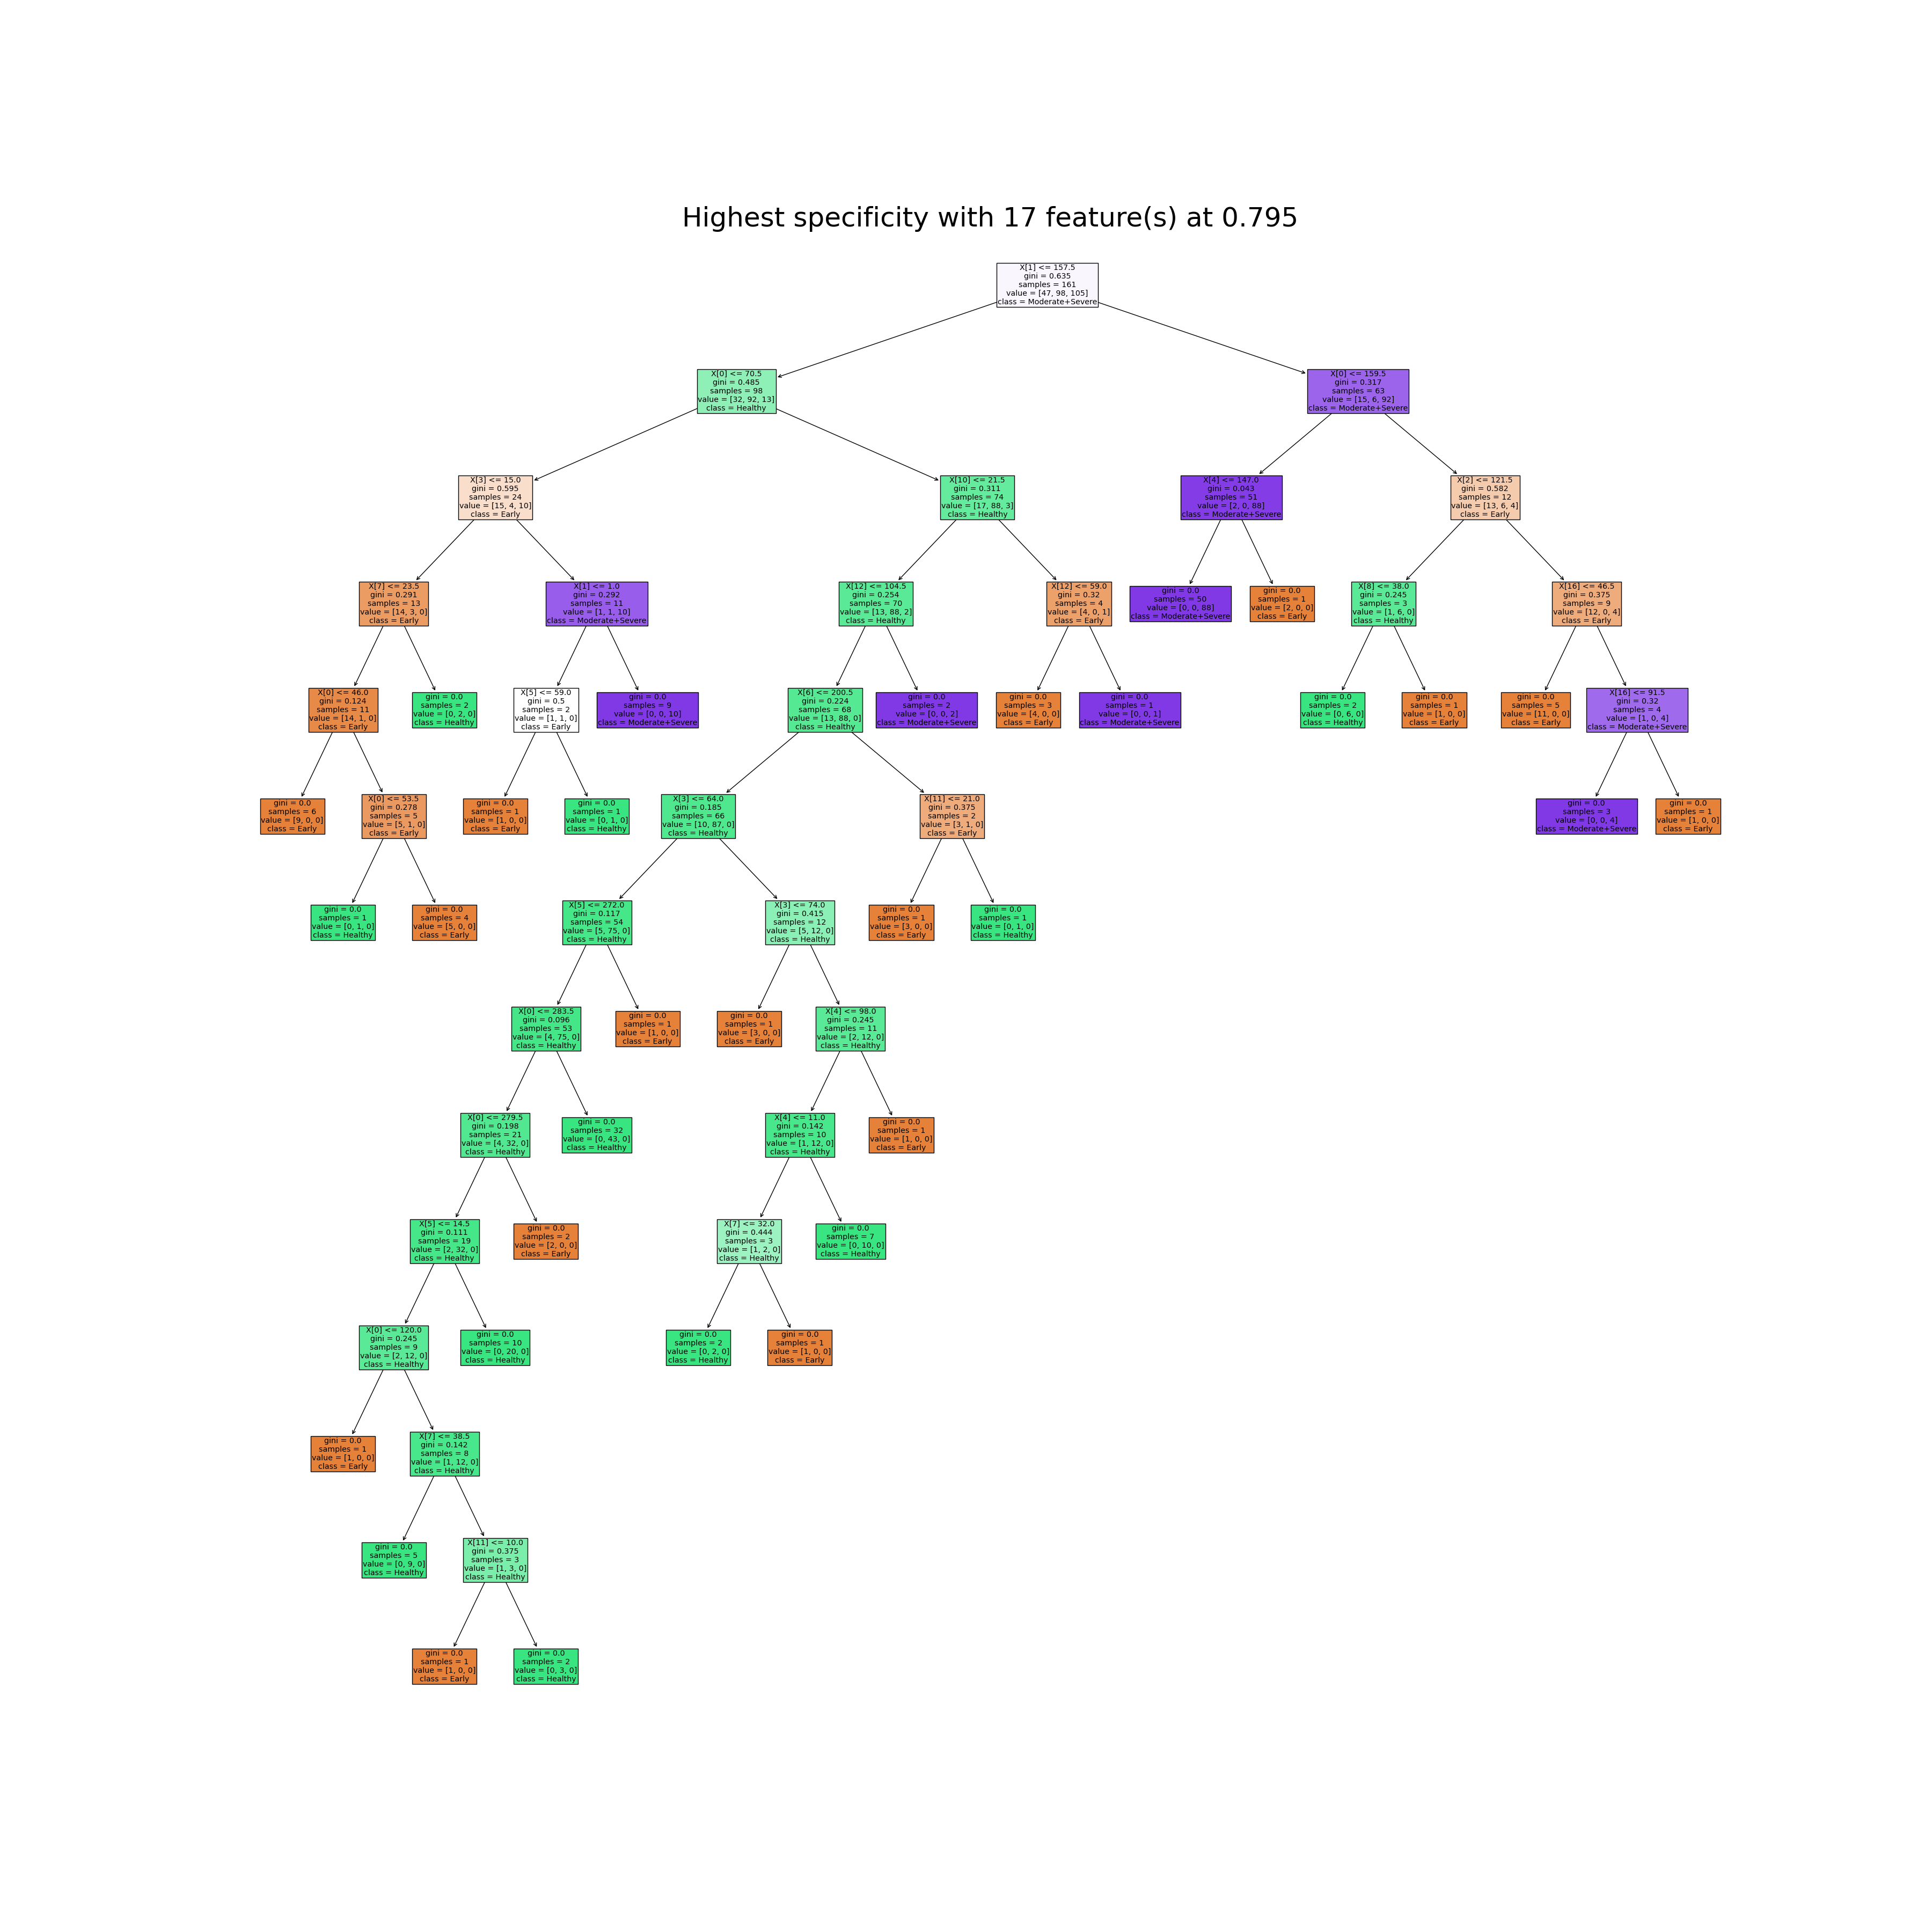 Highest specificity with 17 feature(s) at 0.795
X[1] <= 157.5
gini = 0.635
samples = 161
value = [47, 98, 105]
class = Moderate+Severe
X[0] <= 70.5
gini = 0.485
samples = 98
value = [32, 92, 13]
class = Healthy
X[0] <= 159.5
gini = 0.317
samples = 63
value = [15, 6, 92]
class = Moderate+Severe
X[3] <= 15.0
gini = 0.595
samples = 24
value = [15, 4, 10]
class = Early
X[10] <= 21.5
gini = 0.311
samples = 74
value = [17, 88, 3]
class = Healthy
X[4] <= 147.0
gini = 0.043
samples = 51
value = [2, 0, 88]
class = Moderate+Severe
X[2] <= 121.5
gini = 0.582
samples = 12
value = [13, 6, 4]
class = Early
X[7] <= 23.5
gini = 0.291
samples = 13
value = [14, 3, 0]
class = Early
X[1] <= 1.0
gini = 0.292
samples = 11
value = [1, 1, 10]
class = Moderate+Severe
X[12] <= 104.5
gini = 0.254
samples = 70
value = [13, 88, 2]
class = Healthy
X[12] <= 59.0
gini = 0.32
samples = 4
value = [4, 0, 1]
class = Early
gini = 0.0
samples = 50
value = [0, 0, 88]
class = Moderate+Severe
gini = 0.0
samples = 1
value = [2, 0, 0]
class = Early
X[8] <= 38.0
gini = 0.245
samples = 3
value = [1, 6, 0]
class = Healthy
X[16] <= 46.5
gini = 0.375
samples = 9
value = [12, 0, 4]
class = Early
X[0] <= 46.0
gini = 0.124
samples = 11
value = [14, 1, 0]
class = Early
gini = 0.0
samples = 2
value = [0, 2, 0]
class = Healthy
X[5] <= 59.0
gini = 0.5
samples = 2
value = [1, 1, 0]
class = Early
gini = 0.0
samples = 9
value = [0, 0, 10]
class = Moderate+Severe
X[6] <= 200.5
gini = 0.224
samples = 68
value = [13, 88, 0]
class = Healthy
gini = 0.0
samples = 2
value = [0, 0, 2]
class = Moderate+Severe
gini = 0.0
samples = 3
value = [4, 0, 0]
class = Early
gini = 0.0
samples = 1
value = [0, 0, 1]
class = Moderate+Severe
gini = 0.0
samples = 2
value = [0, 6, 0]
class = Healthy
gini = 0.0
samples = 1
value = [1, 0, 0]
class = Early
gini = 0.0
samples = 5
value = [11, 0, 0]
class = Early
X[16] <= 91.5
gini = 0.32
samples = 4
value = [1, 0, 4]
class = Moderate+Severe
gini = 0.0
samples = 6
value = [9, 0, 0]
class = Early
X[0] <= 53.5
gini = 0.278
samples = 5
value = [5, 1, 0]
class = Early
gini = 0.0
samples = 1
value = [1, 0, 0]
class = Early
gini = 0.0
samples = 1
value = [0, 1, 0]
class = Healthy
X[3] <= 64.0
gini = 0.185
samples = 66
value = [10, 87, 0]
class = Healthy
X[11] <= 21.0
gini = 0.375
samples = 2
value = [3, 1, 0]
class = Early
gini = 0.0
samples = 3
value = [0, 0, 4]
class = Moderate+Severe
gini = 0.0
samples = 1
value = [1, 0, 0]
class = Early
gini = 0.0
samples = 1
value = [0, 1, 0]
class = Healthy
gini = 0.0
samples = 4
value = [5, 0, 0]
class = Early
X[5] <= 272.0
gini = 0.117
samples = 54
value = [5, 75, 0]
class = Healthy
X[3] <= 74.0
gini = 0.415
samples = 12
value = [5, 12, 0]
class = Healthy
gini = 0.0
samples = 1
value = [3, 0, 0]
class = Early
gini = 0.0
samples = 1
value = [0, 1, 0]
class = Healthy
X[0] <= 283.5
gini = 0.096
samples = 53
value = [4, 75, 0]
class = Healthy
gini = 0.0
samples = 1
value = [1, 0, 0]
class = Early
gini = 0.0
samples = 1
value = [3, 0, 0]
class = Early
X[4] <= 98.0
gini = 0.245
samples = 11
value = [2, 12, 0]
class = Healthy
X[0] <= 279.5
gini = 0.198
samples = 21
value = [4, 32, 0]
class = Healthy
gini = 0.0
samples = 32
value = [0, 43, 0]
class = Healthy
X[4] <= 11.0
gini = 0.142
samples = 10
value = [1, 12, 0]
class = Healthy
gini = 0.0
samples = 1
value = [1, 0, 0]
class = Early
X[5] <= 14.5
gini = 0.111
samples = 19
value = [2, 32, 0]
class = Healthy
gini = 0.0
samples = 2
value = [2, 0, 0]
class = Early
X[7] <= 32.0
gini = 0.444
samples = 3
value = [1, 2, 0]
class = Healthy
gini = 0.0
samples = 7
value = [0, 10, 0]
class = Healthy
X[0] <= 120.0
gini = 0.245
samples = 9
value = [2, 12, 0]
class = Healthy
gini = 0.0
samples = 10
value = [0, 20, 0]
class = Healthy
gini = 0.0
samples = 2
value = [0, 2, 0]
class = Healthy
gini = 0.0
samples = 1
value = [1, 0, 0]
class = Early
gini = 0.0
samples = 1
value = [1, 0, 0]
class = Early
X[7] <= 38.5
gini = 0.142
samples = 8
value = [1, 12, 0]
class = Healthy
gini = 0.0
samples = 5
value = [0, 9, 0]
class = Healthy
X[11] <= 10.0
gini = 0.375
samples = 3
value = [1, 3, 0]
class = Healthy
gini = 0.0
samples = 1
value = [1, 0, 0]
class = Early
gini = 0.0
samples = 2
value = [0, 3, 0]
class = Healthy